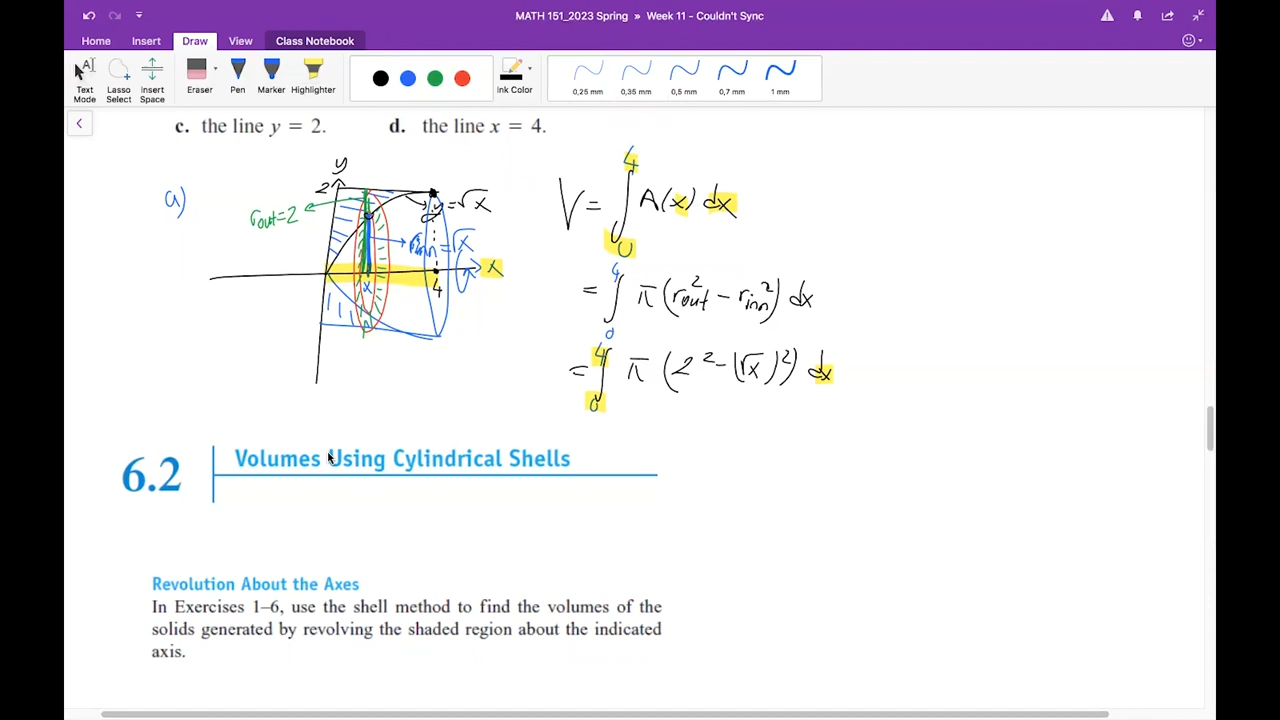 MATH 151_2023 Spring » Week 11 - Couldn't Sync
Home Insert Draw View Class Notebook
Text Mode
Lasso Select
Insert Space
Eraser
Pen
Marker
Highlighter
Ink Color
0,25 mm
0,35 mm
0,5 mm
0,7 mm
1 mm
c. the line y = 2. d. the line x = 4.
a)
y
2
rout=2
y=√x
rinn=√x
x
x
4
V = ∫₀⁴ A(x) dx
= ∫₀⁴ π(rout² − rinn²) dx
= ∫₀⁴ π(2² − (√x)²) dx
6.2 Volumes Using Cylindrical Shells
Revolution About the Axes
In Exercises 1–6, use the shell method to find the volumes of the
solids generated by revolving the shaded region about the indicated
axis.